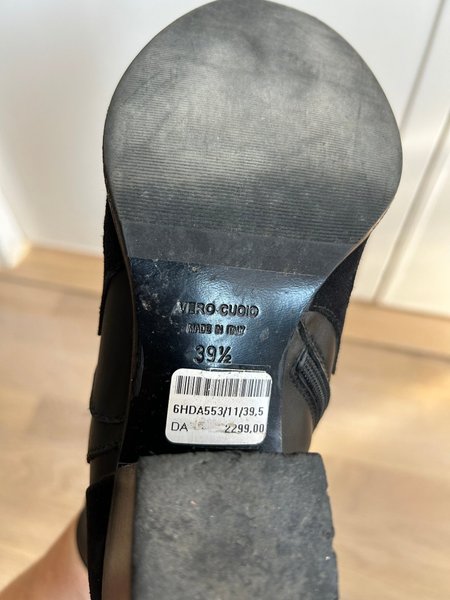 VERO CUOIO
MADE IN ITALY
39½
6HDA553/11/39,5
DA 2299,00